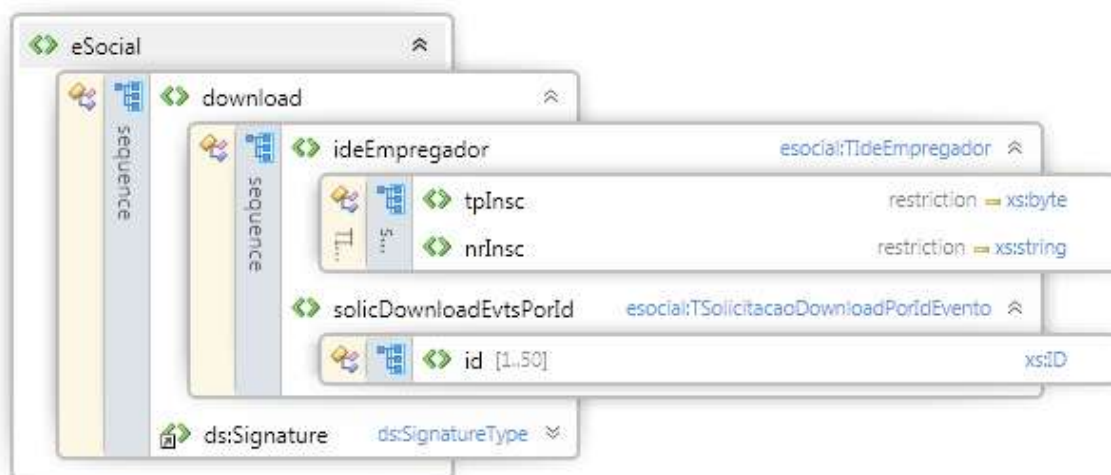 eSocial
sequence
download
sequence
ideEmpregador esocial:TIdeEmpregador
TI... s...
tpInsc restriction xs:byte
nrInsc restriction xs:string
solicDownloadEvtsPorId esocial:TSolicitacaoDownloadPorIdEvento
id [1..50] xs:ID
ds:Signature ds:SignatureType